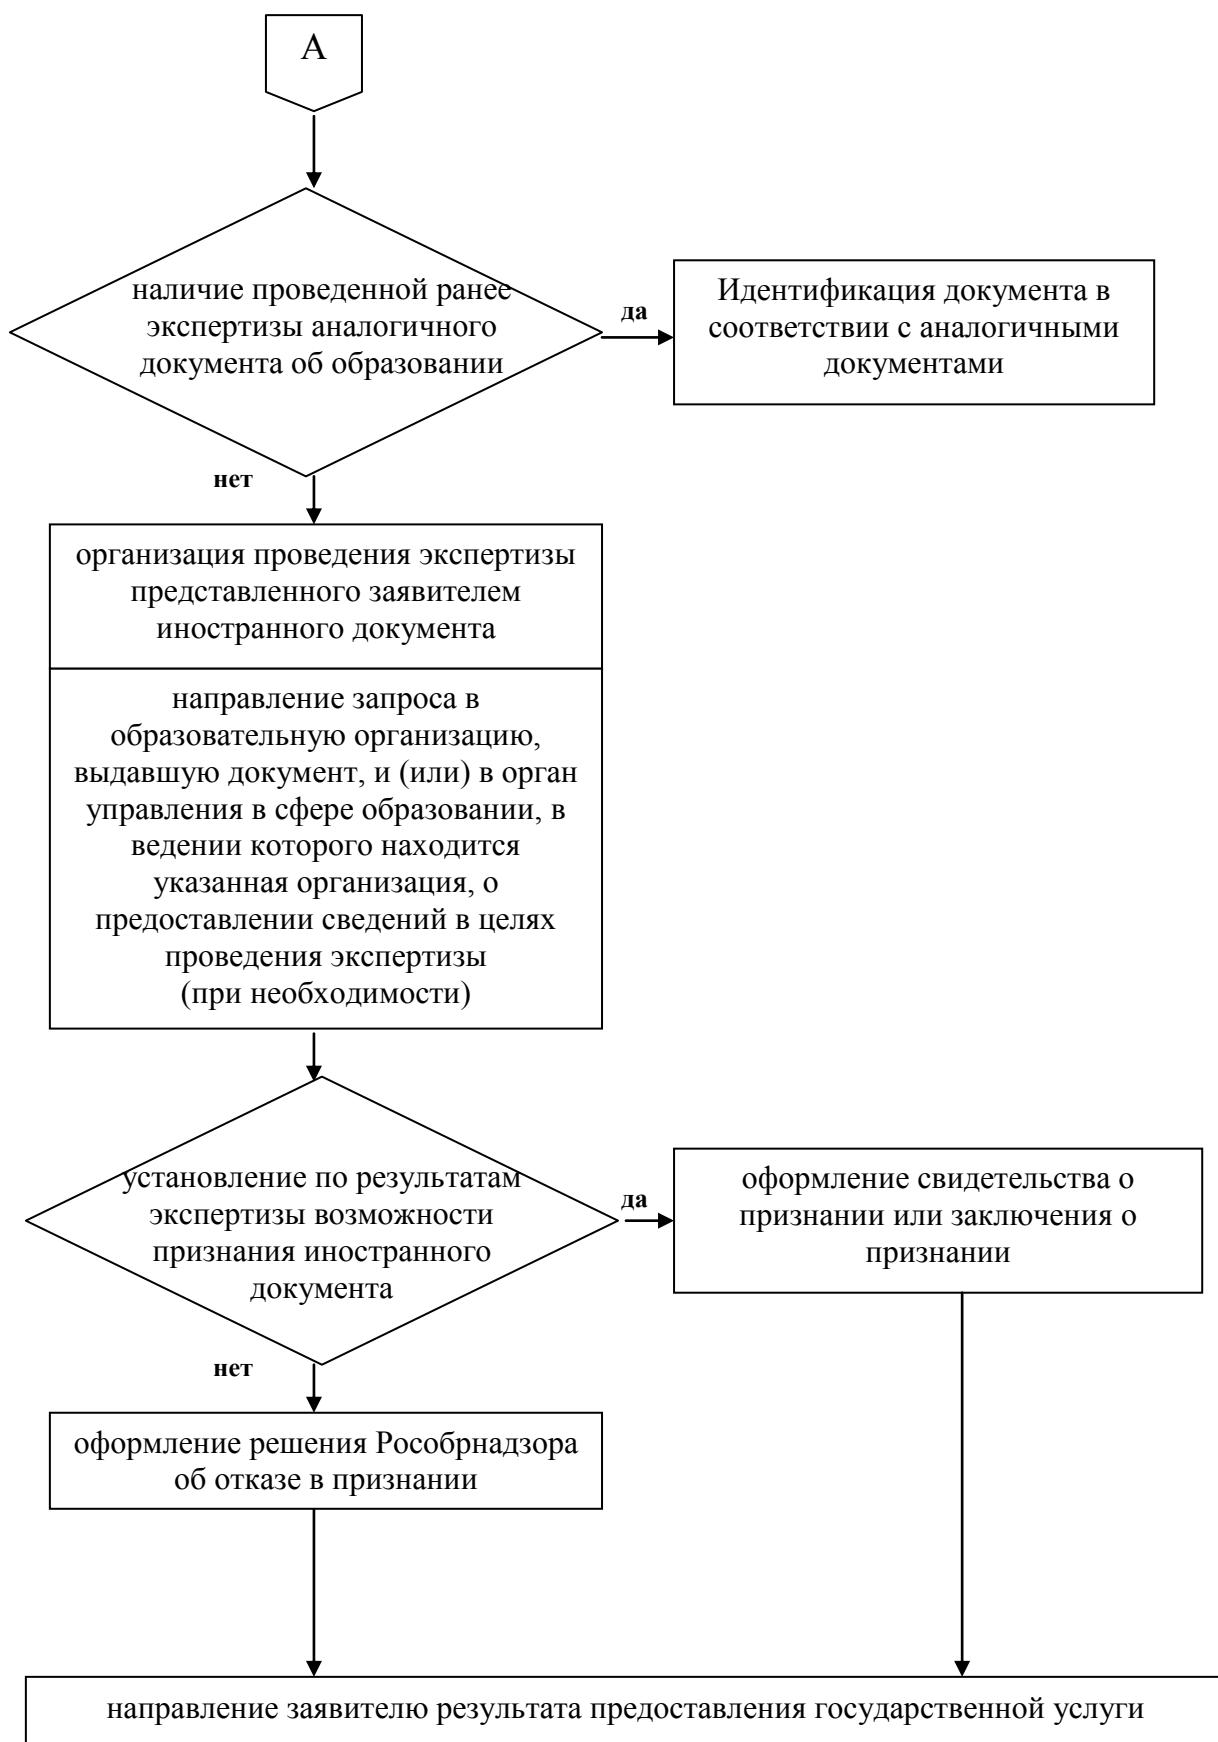 А
наличие проведенной ранее
экспертизы аналогичного
документа об образовании
да
Идентификация документа в
соответствии с аналогичными
документами
нет
организация проведения экспертизы
представленного заявителем
иностранного документа
направление запроса в
образовательную организацию,
выдавшую документ, и (или) в орган
управления в сфере образовании, в
ведении которого находится
указанная организация, о
предоставлении сведений в целях
проведения экспертизы
(при необходимости)
установление по результатам
экспертизы возможности
признания иностранного
документа
да
оформление свидетельства о
признании или заключения о
признании
нет
оформление решения Рособрнадзора
об отказе в признании
направление заявителю результата предоставления государственной услуги